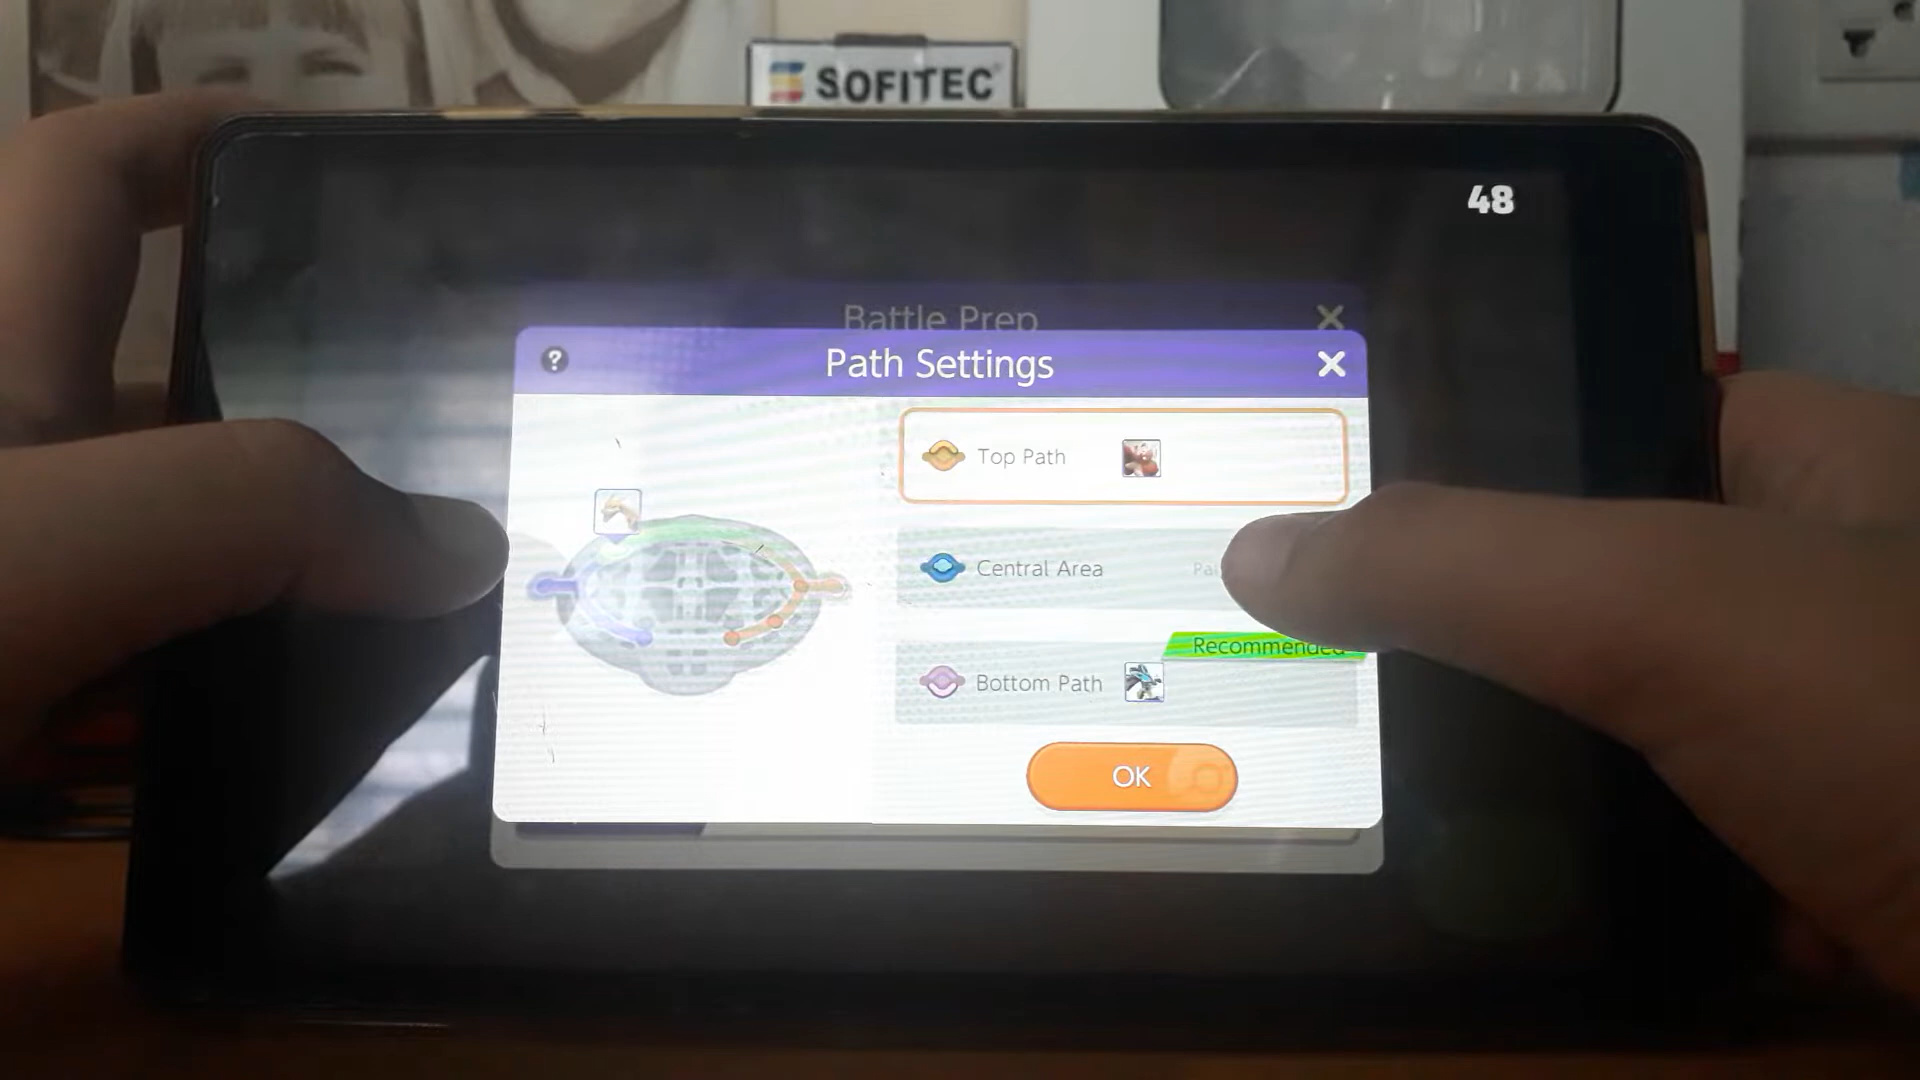 SOFITEC
48
Battle Prep
?
Path Settings
Top Path
Central Area
Recommended
Bottom Path
OK